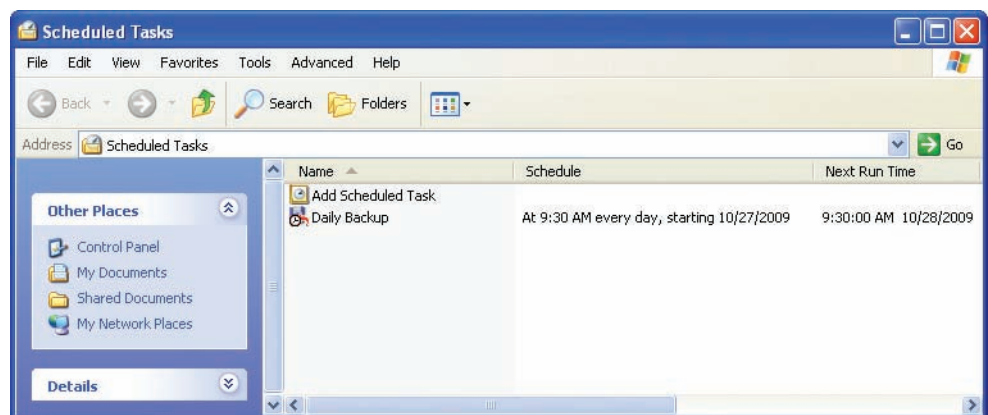 Scheduled Tasks
File Edit View Favorites Tools Advanced Help
Back Search Folders
Address Scheduled Tasks Go
Name Schedule Next Run Time
Add Scheduled Task
Daily Backup At 9:30 AM every day, starting 10/27/2009 9:30:00 AM 10/28/2009
Other Places
Control Panel
My Documents
Shared Documents
My Network Places
Details